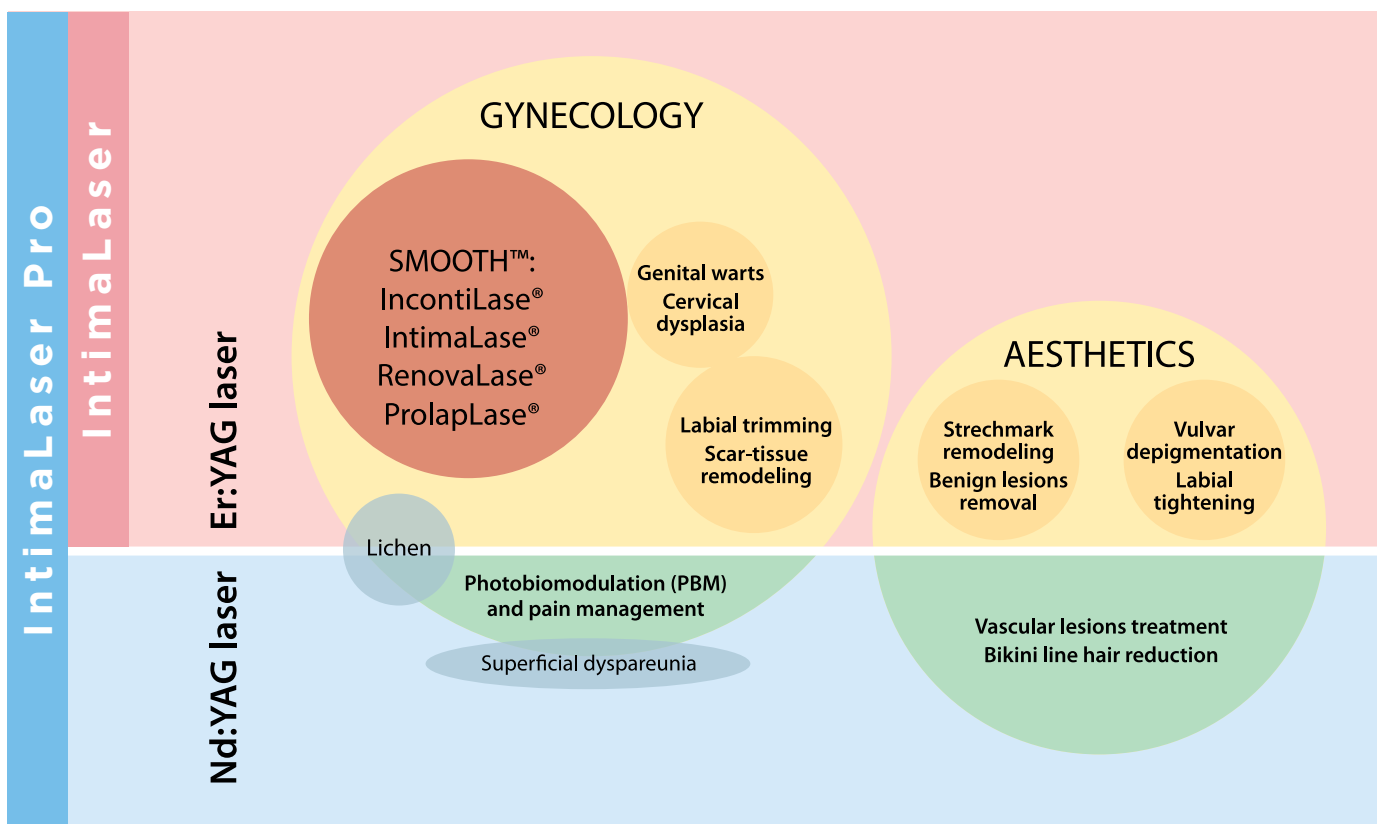 IntimaLaser Pro
IntimaLaser
Er:YAG laser
Nd:YAG laser
GYNECOLOGY
SMOOTH™:
IncontiLase®
IntimaLase®
RenovaLase®
ProlapLase®
Genital warts
Cervical
dysplasia
Labial trimming
Scar-tissue
remodeling
Lichen
Photobiomodulation (PBM)
and pain management
Superficial dyspareunia
AESTHETICS
Strechmark
remodeling
Benign lesions
removal
Vulvar
depigmentation
Labial
tightening
Vascular lesions treatment
Bikini line hair reduction